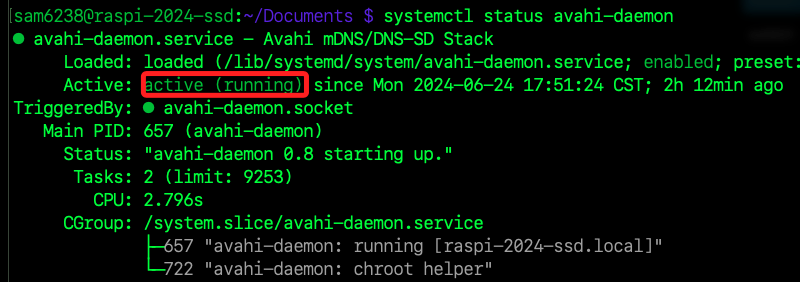 [sam6238@raspi-2024-ssd:~/Documents $ systemctl status avahi-daemon
● avahi-daemon.service - Avahi mDNS/DNS-SD Stack
Loaded: loaded (/lib/systemd/system/avahi-daemon.service; enabled; preset:
Active: active (running) since Mon 2024-06-24 17:51:24 CST; 2h 12min ago
TriggeredBy: ● avahi-daemon.socket
Main PID: 657 (avahi-daemon)
Status: "avahi-daemon 0.8 starting up."
Tasks: 2 (limit: 9253)
CPU: 2.796s
CGroup: /system.slice/avahi-daemon.service
├─657 "avahi-daemon: running [raspi-2024-ssd.local]"
└─722 "avahi-daemon: chroot helper"